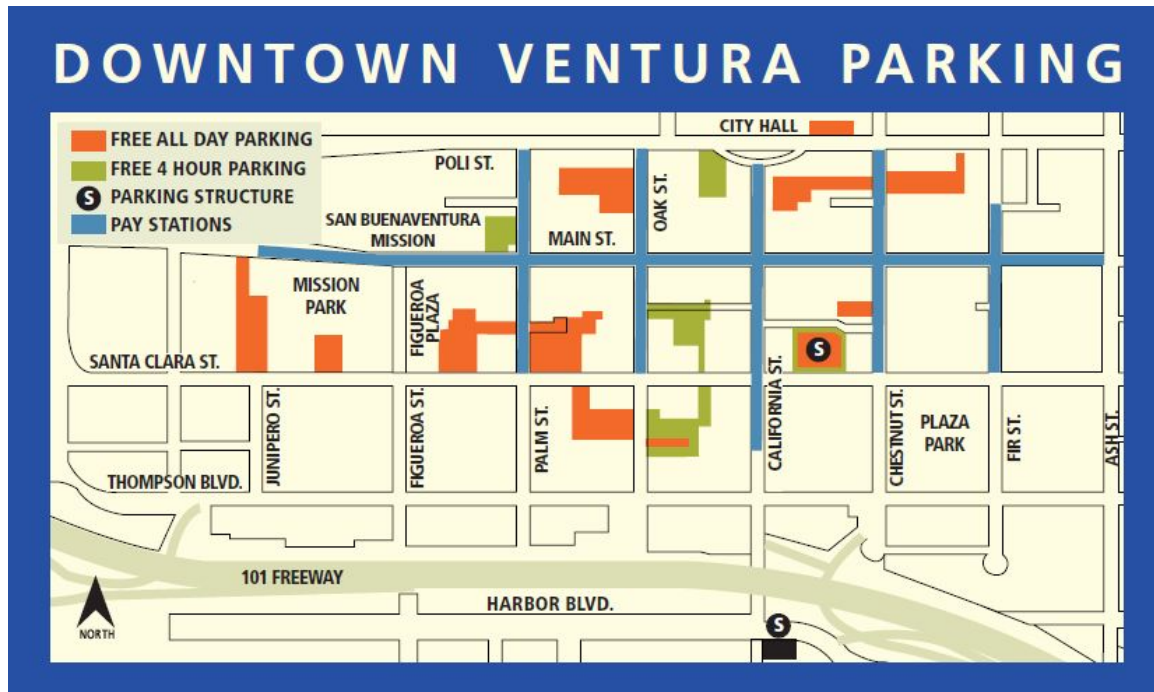 DOWNTOWN VENTURA PARKING
FREE ALL DAY PARKING
FREE 4 HOUR PARKING
S PARKING STRUCTURE
PAY STATIONS
CITY HALL
POLI ST.
OAK ST.
SAN BUENAVENTURA
MISSION
MAIN ST.
MISSION
PARK
FIGUEROA
PLAZA
S
SANTA CLARA ST.
JUNIPERO ST.
FIGUEROA ST.
PALM ST.
CALIFORNIA ST.
CHESTNUT ST.
PLAZA
PARK
FIR ST.
ASH ST.
THOMPSON BLVD.
101 FREEWAY
HARBOR BLVD.
S
NORTH